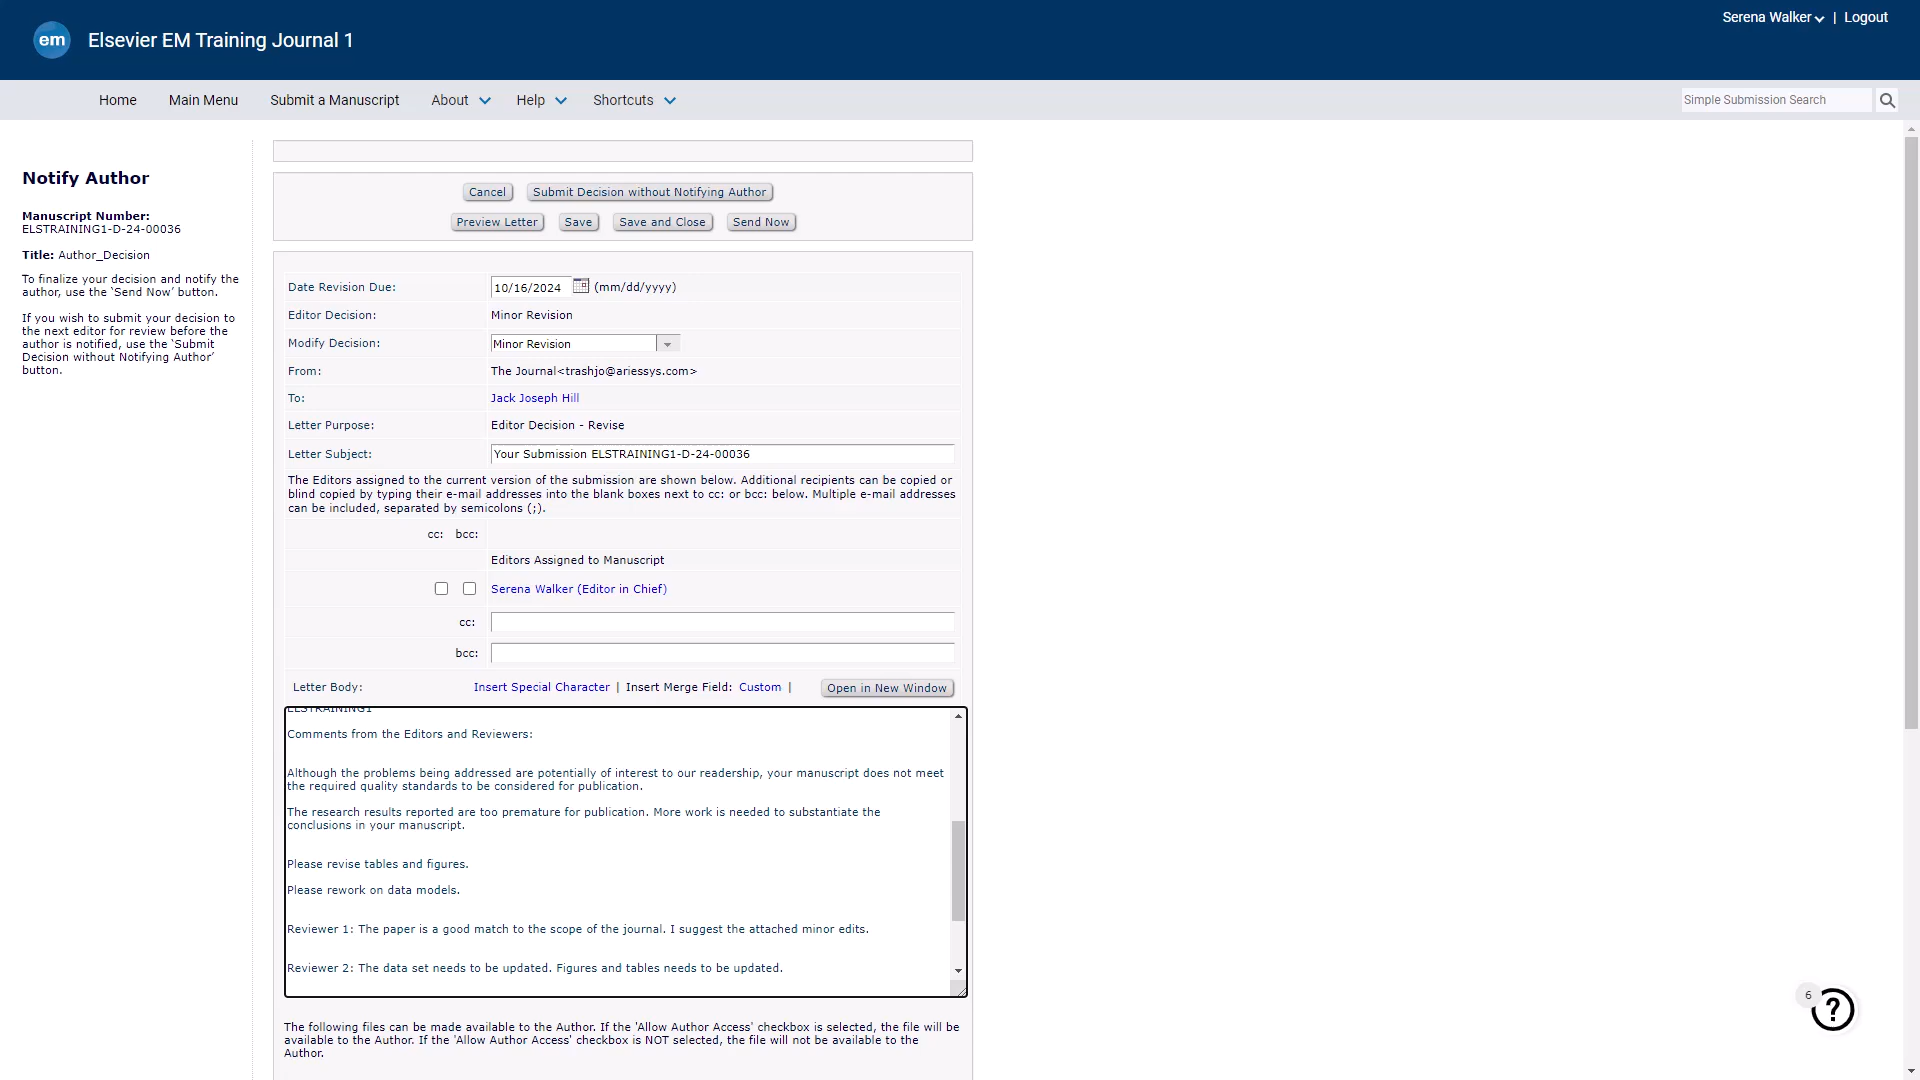 Serena Walker | Logout
em Elsevier EM Training Journal 1
Home Main Menu Submit a Manuscript About Help Shortcuts Simple Submission Search
Notify Author
Manuscript Number:
ELSTRAINING1-D-24-00036
Title: Author_Decision
To finalize your decision and notify the
author, use the ‘Send Now’ button.
If you wish to submit your decision to
the next editor for review before the
author is notified, use the ‘Submit
Decision without Notifying Author’
button.
Cancel Submit Decision without Notifying Author
Preview Letter Save Save and Close Send Now
Date Revision Due: 10/16/2024 (mm/dd/yyyy)
Editor Decision: Minor Revision
Modify Decision: Minor Revision
From: The Journal<trashjo@ariessys.com>
To: Jack Joseph Hill
Letter Purpose: Editor Decision - Revise
Letter Subject: Your Submission ELSTRAINING1-D-24-00036
The Editors assigned to the current version of the submission are shown below. Additional recipients can be copied or
blind copied by typing their e-mail addresses into the blank boxes next to cc: or bcc: below. Multiple e-mail addresses
can be included, separated by semicolons (;).
cc: bcc:
Editors Assigned to Manuscript
Serena Walker (Editor in Chief)
cc:
bcc:
Letter Body: Insert Special Character | Insert Merge Field: Custom | Open in New Window
ELSTRAINING1
Comments from the Editors and Reviewers:
Although the problems being addressed are potentially of interest to our readership, your manuscript does not meet
the required quality standards to be considered for publication.
The research results reported are too premature for publication. More work is needed to substantiate the
conclusions in your manuscript.
Please revise tables and figures.
Please rework on data models.
Reviewer 1: The paper is a good match to the scope of the journal. I suggest the attached minor edits.
Reviewer 2: The data set needs to be updated. Figures and tables needs to be updated.
6
?
The following files can be made available to the Author. If the 'Allow Author Access' checkbox is selected, the file will be
available to the Author. If the 'Allow Author Access' checkbox is NOT selected, the file will not be available to the
Author.